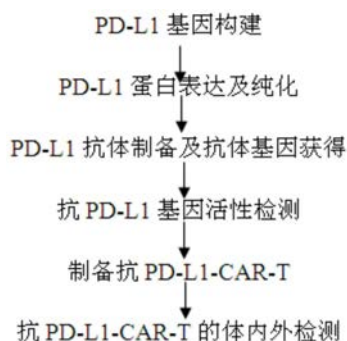 PD-L1 基因构建
PD-L1 蛋白表达及纯化
PD-L1 抗体制备及抗体基因获得
抗 PD-L1 基因活性检测
制备抗 PD-L1-CAR-T
抗 PD-L1-CAR-T 的体内外检测